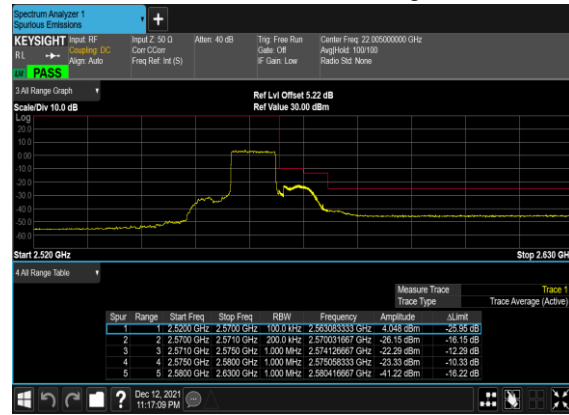 Spectrum Analyzer 1
Spurious Emissions
+
KEYSIGHT Input: RF Input Z: 50 Ω Atten: 40 dB Trig: Free Run Center Freq: 22.005000000 GHz
RL Coupling: DC Corr CCorr Gate: Off Avg|Hold: 100/100
Align: Auto Freq Ref: Int (S) IF Gain: Low Radio Std: None
PASS
3 All Range Graph
Ref Lvl Offset 5.22 dB
Scale/Div 10.0 dB Ref Value 30.00 dBm
Log
20.0
10.0
0.00
-10.0
-20.0
-30.0
-40.0
-50.0
-60.0
Start 2.520 GHz Stop 2.630 GH
4 All Range Table
Measure Trace Trace 1
Trace Type Trace Average (Active)
Spur Range Start Freq Stop Freq RBW Frequency Amplitude ΔLimit
1 1 2.5200 GHz 2.5700 GHz 100.0 kHz 2.563083333 GHz 4.048 dBm -25.95 dB
2 2 2.5700 GHz 2.5710 GHz 200.0 kHz 2.570031667 GHz -26.15 dBm -16.15 dB
3 3 2.5710 GHz 2.5750 GHz 1.000 MHz 2.574126667 GHz -22.29 dBm -12.29 dB
4 4 2.5750 GHz 2.5800 GHz 1.000 MHz 2.575058333 GHz -23.33 dBm -10.33 dB
5 5 2.5800 GHz 2.6300 GHz 1.000 MHz 2.580416667 GHz -41.22 dBm -16.22 dB
? Dec 12, 2021
11:17:09 PM